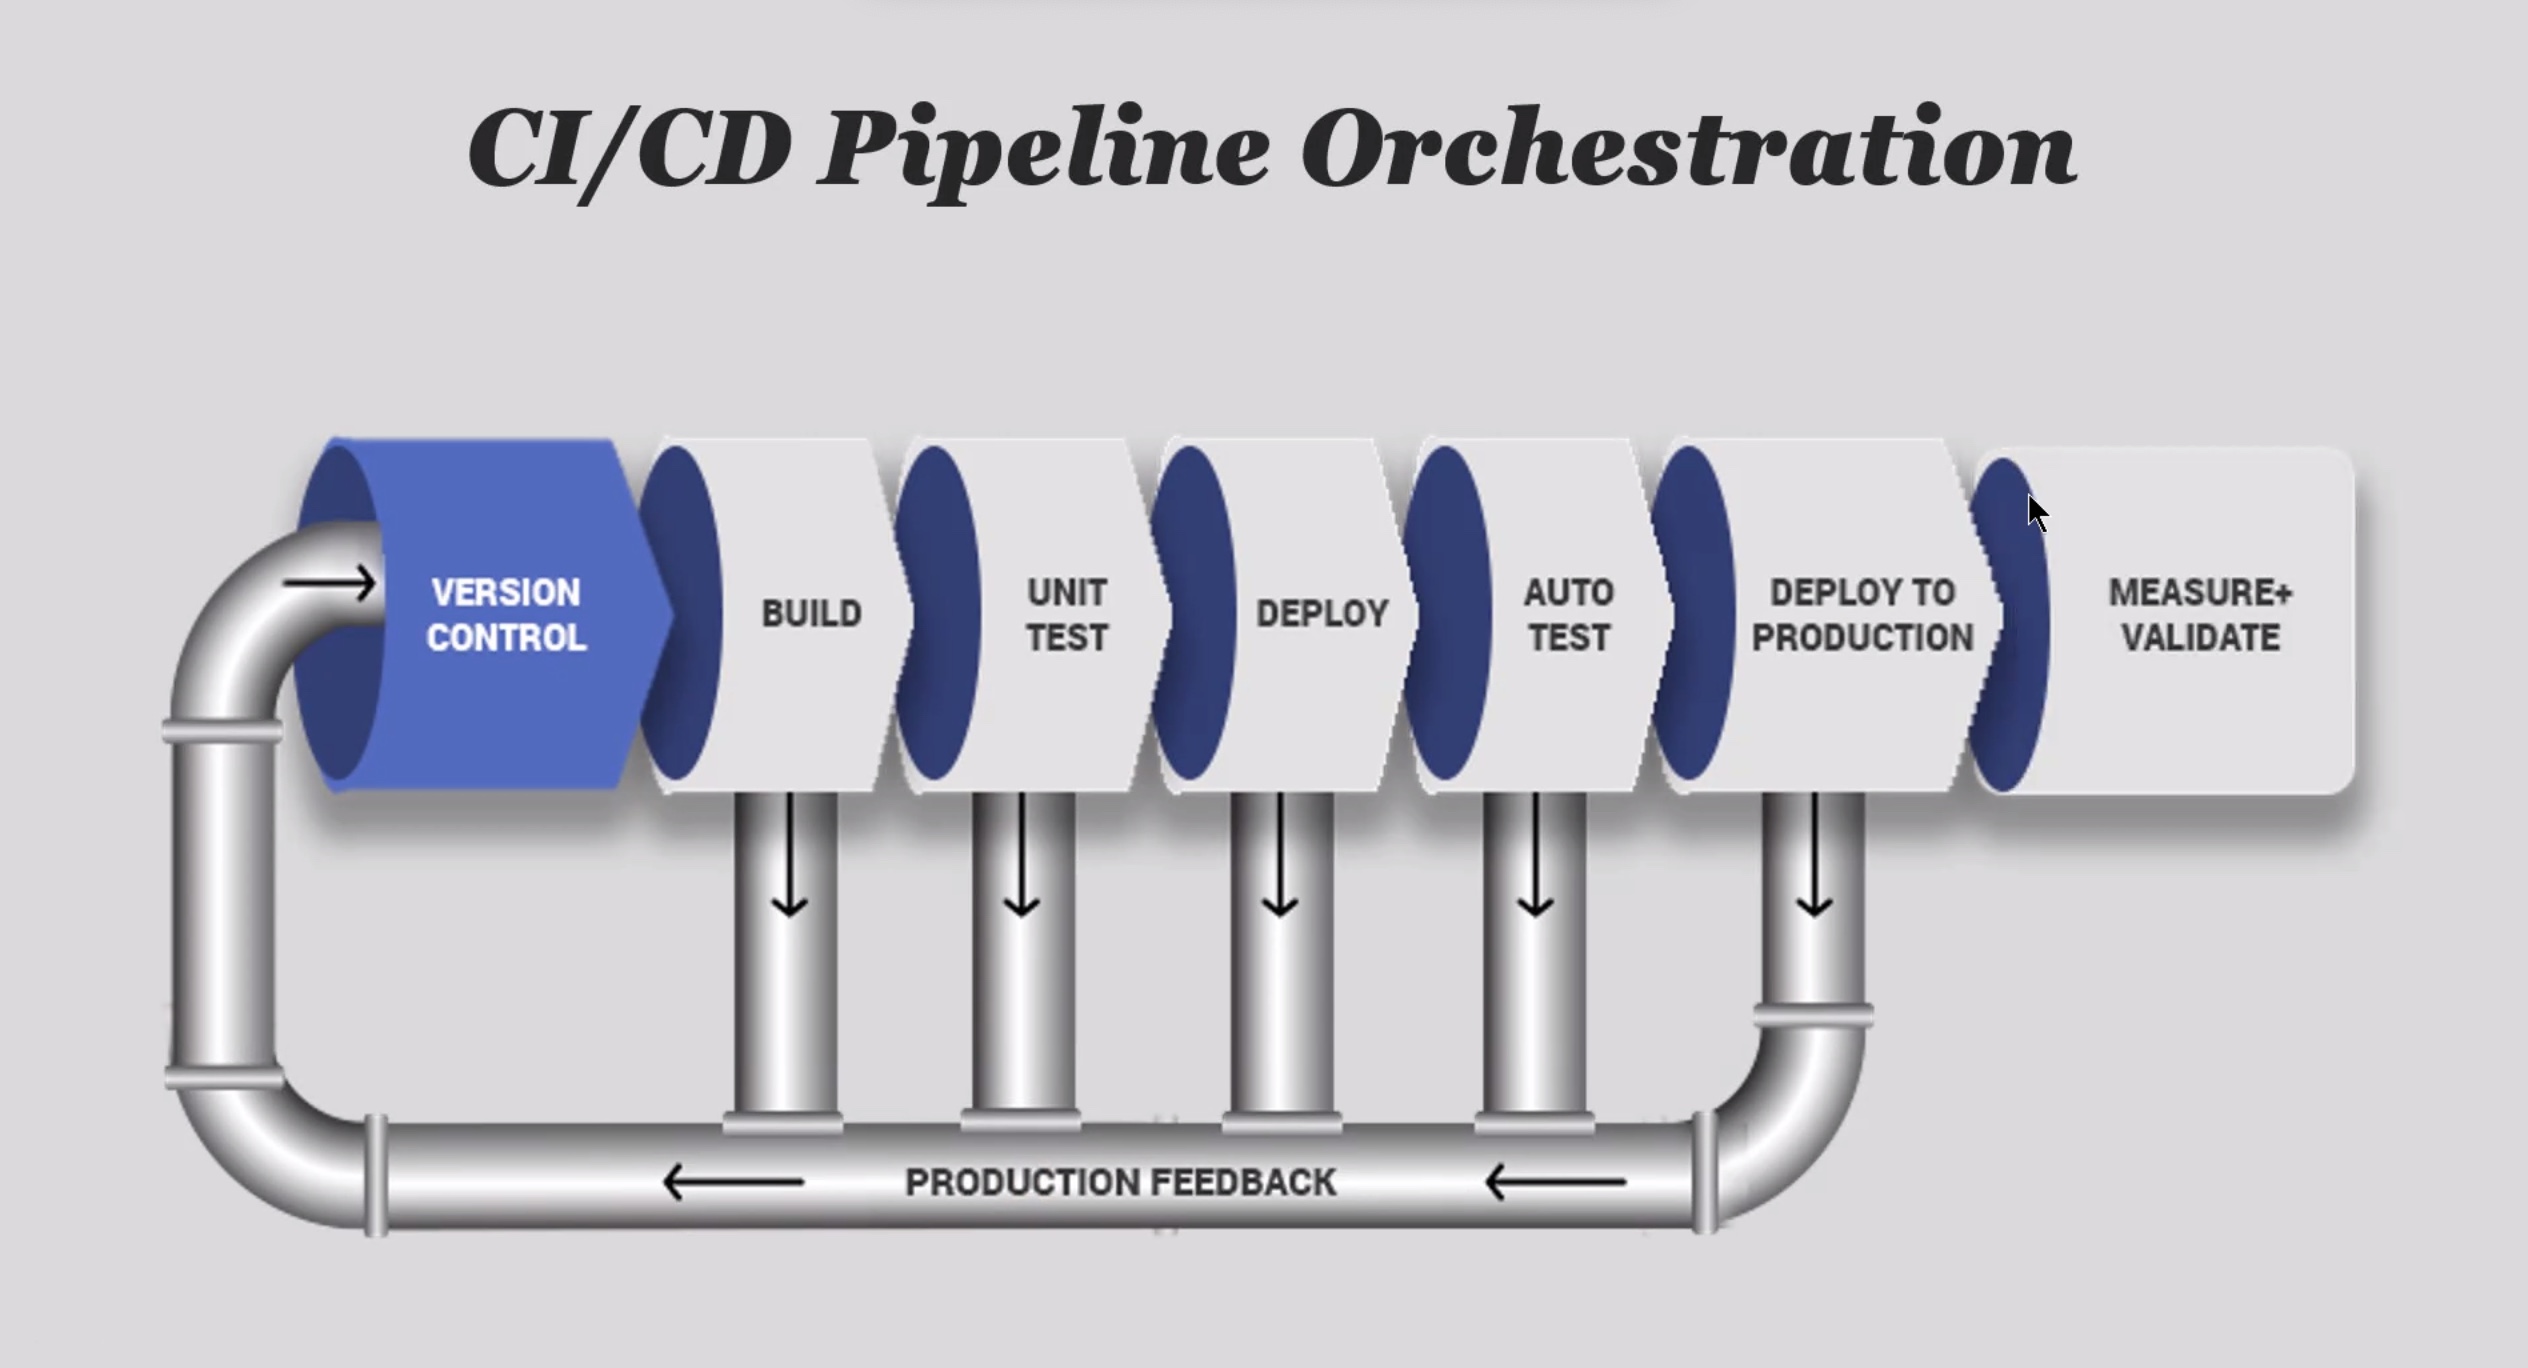 CI/CD Pipeline Orchestration
VERSION
CONTROL
BUILD
UNIT
TEST
DEPLOY
AUTO
TEST
DEPLOY TO
PRODUCTION
MEASURE+
VALIDATE
PRODUCTION FEEDBACK